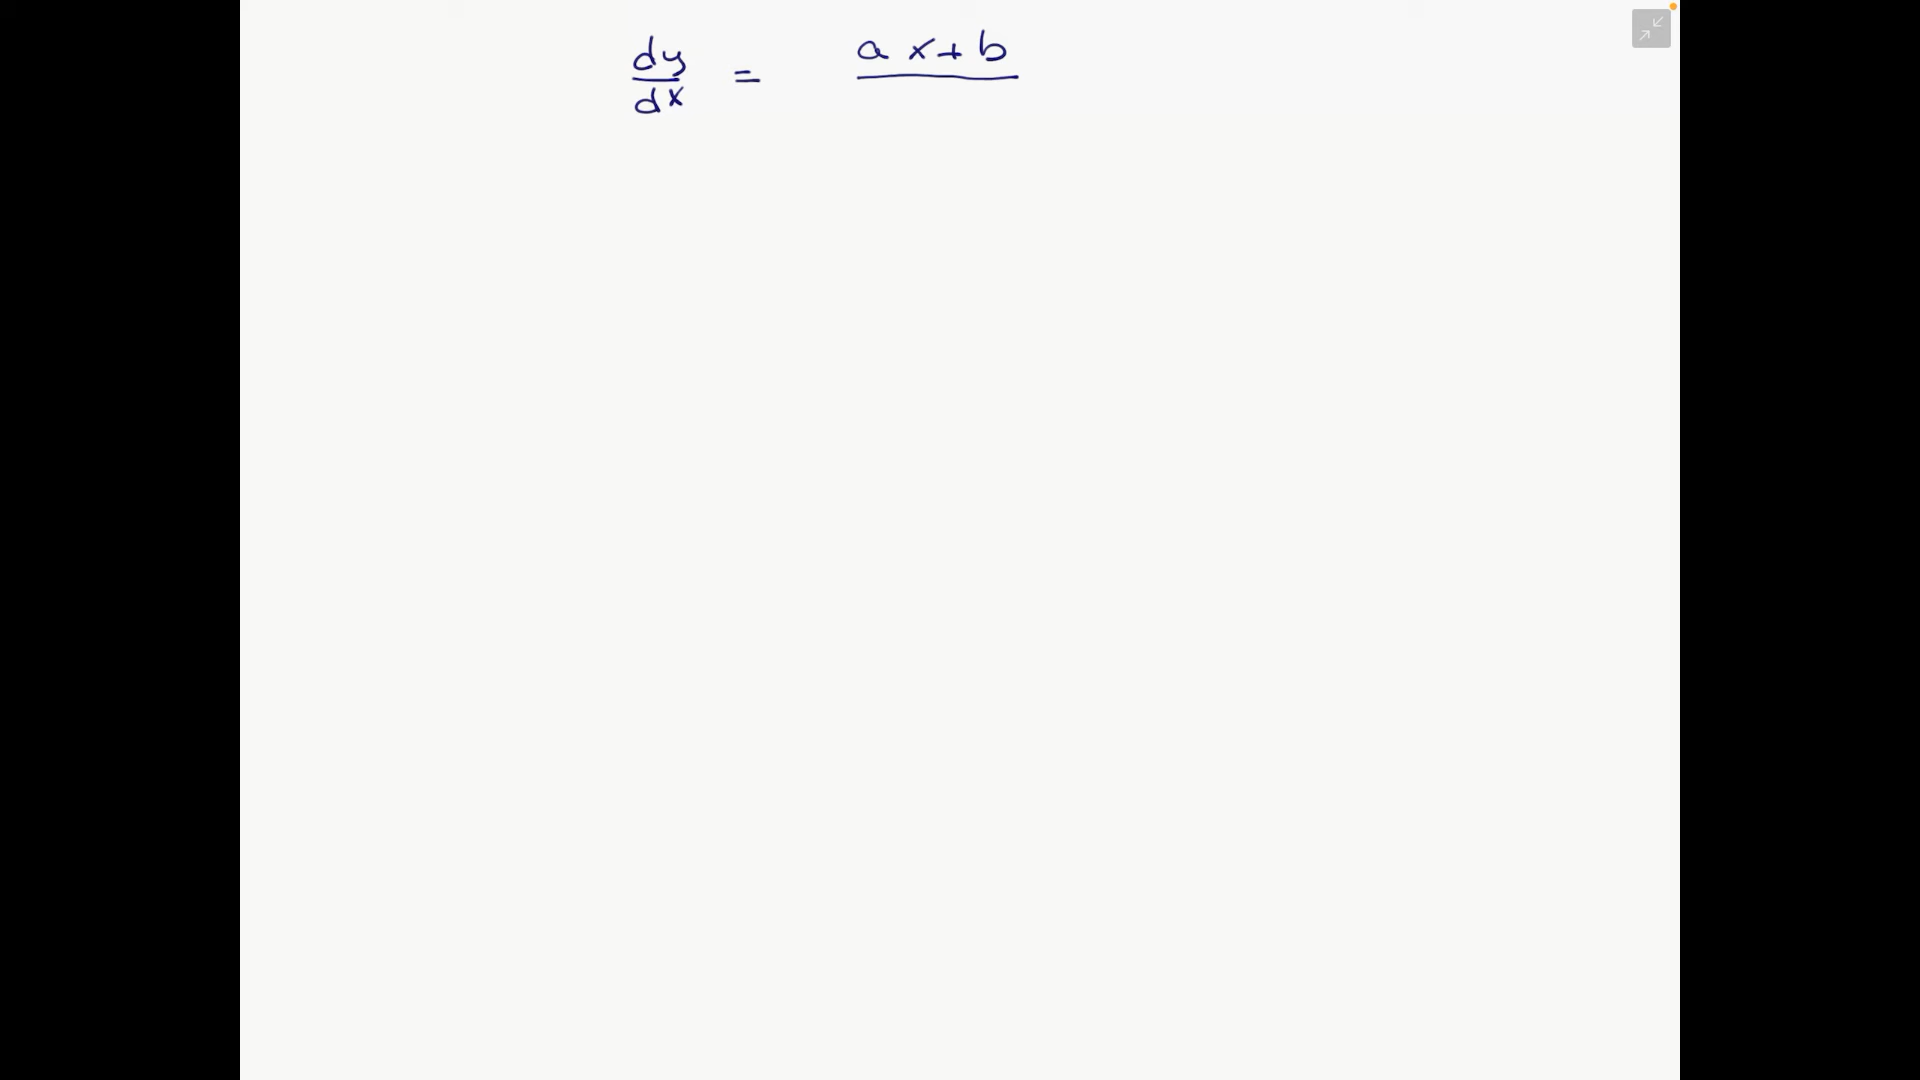 dy/dx = ax+b